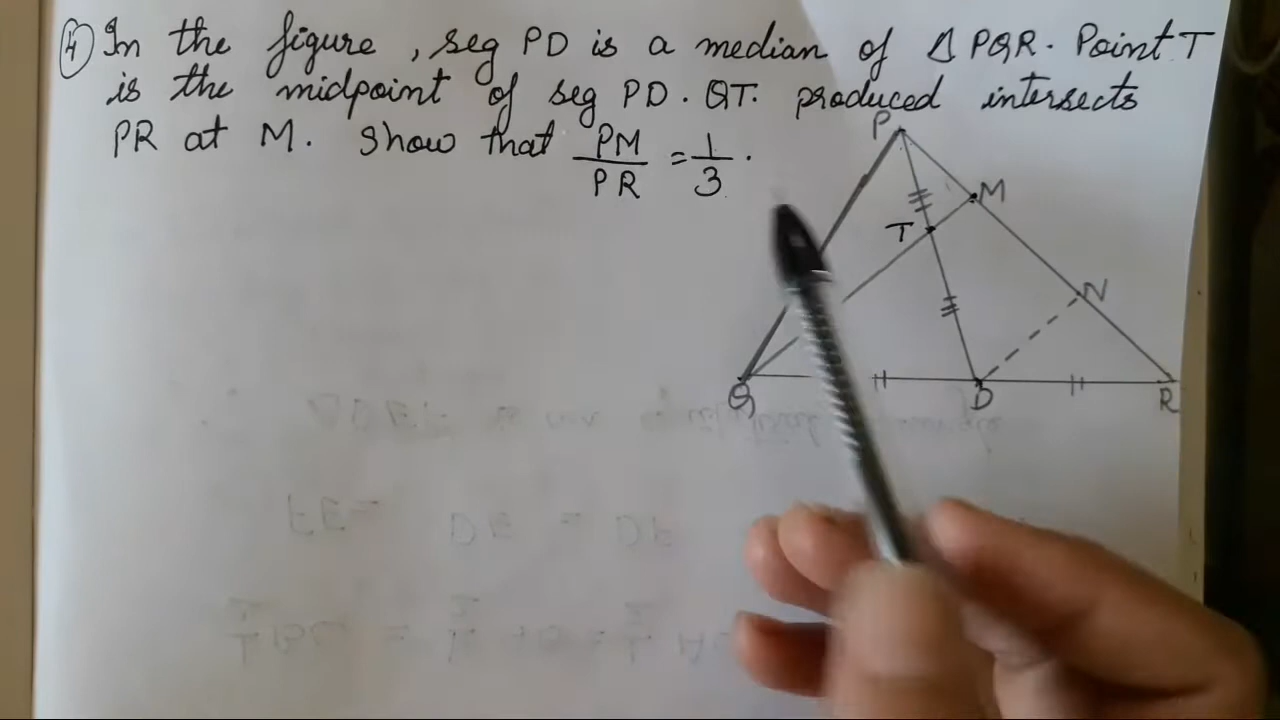 ④ In the figure, seg PD is a median of Δ PQR. Point T
is the midpoint of seg PD. QT. produced intersects
PR at M. Show that PM/PR = 1/3.
P
M
T
N
Q
D
R